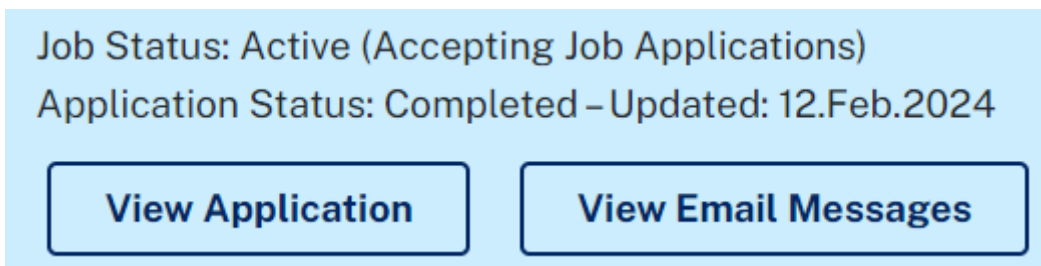 Job Status: Active (Accepting Job Applications)
Application Status: Completed – Updated: 12.Feb.2024
View Application
View Email Messages